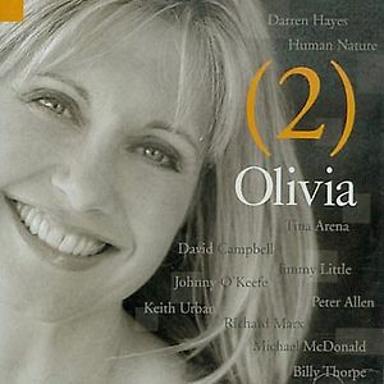 Darren Hayes
Human Nature
(2)
Olivia
Tina Arena
David Campbell
Jimmy Little
Johnny O'Keefe
Peter Allen
Keith Urban
Richard Marx
Michael McDonald
Billy Thorpe